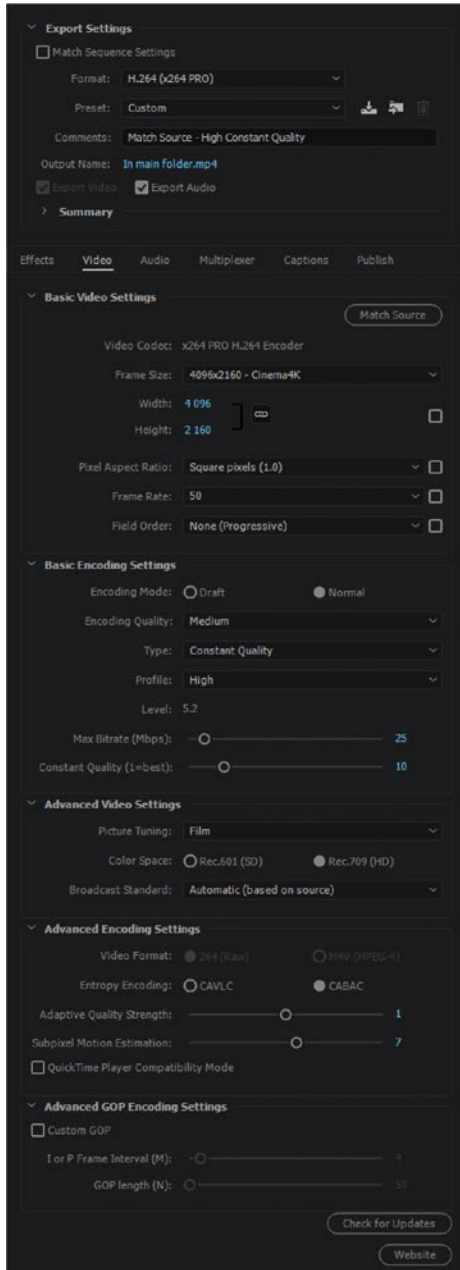 Export Settings
Match Sequence Settings
Format: H.264 (x264 PRO)
Preset: Custom
Comments: Match Source - High Constant Quality
Output Name: In main folder.mp4
Export Video Export Audio
Summary
Effects Video Audio Multiplexer Captions Publish
Basic Video Settings
Match Source
Video Codec: x264 PRO H.264 Encoder
Frame Size: 4096x2160 - Cinema4K
Width: 4 096
Height: 2 160
Pixel Aspect Ratio: Square pixels (1.0)
Frame Rate: 50
Field Order: None (Progressive)
Basic Encoding Settings
Encoding Mode: Draft Normal
Encoding Quality: Medium
Type: Constant Quality
Profile: High
Level: 5.2
Max Bitrate (Mbps): 25
Constant Quality (1=best): 10
Advanced Video Settings
Picture Tuning: Film
Color Space: Rec.601 (SD) Rec.709 (HD)
Broadcast Standard: Automatic (based on source)
Advanced Encoding Settings
Video Format: 264 (Raw) M4V (MPEG-4)
Entropy Encoding: CAVLC CABAC
Adaptive Quality Strength: 1
Subpixel Motion Estimation: 7
QuickTime Player Compatibility Mode
Advanced GOP Encoding Settings
Custom GOP
I or P Frame Interval (M): 4
GOP length (N): 50
Check for Updates
Website